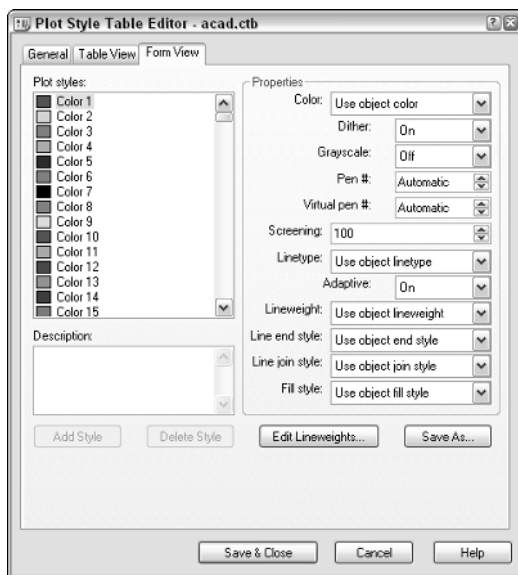 Plot Style Table Editor - acad.ctb
General Table View Form View
Plot styles:
Color 1
Color 2
Color 3
Color 4
Color 5
Color 6
Color 7
Color 8
Color 9
Color 10
Color 11
Color 12
Color 13
Color 14
Color 15
Description:
Add Style Delete Style
Properties
Color: Use object color
Dither: On
Grayscale: Off
Pen #: Automatic
Virtual pen #: Automatic
Screening: 100
Linetype: Use object linetype
Adaptive: On
Lineweight: Use object lineweight
Line end style: Use object end style
Line join style: Use object join style
Fill style: Use object fill style
Edit Lineweights... Save As...
Save & Close Cancel Help